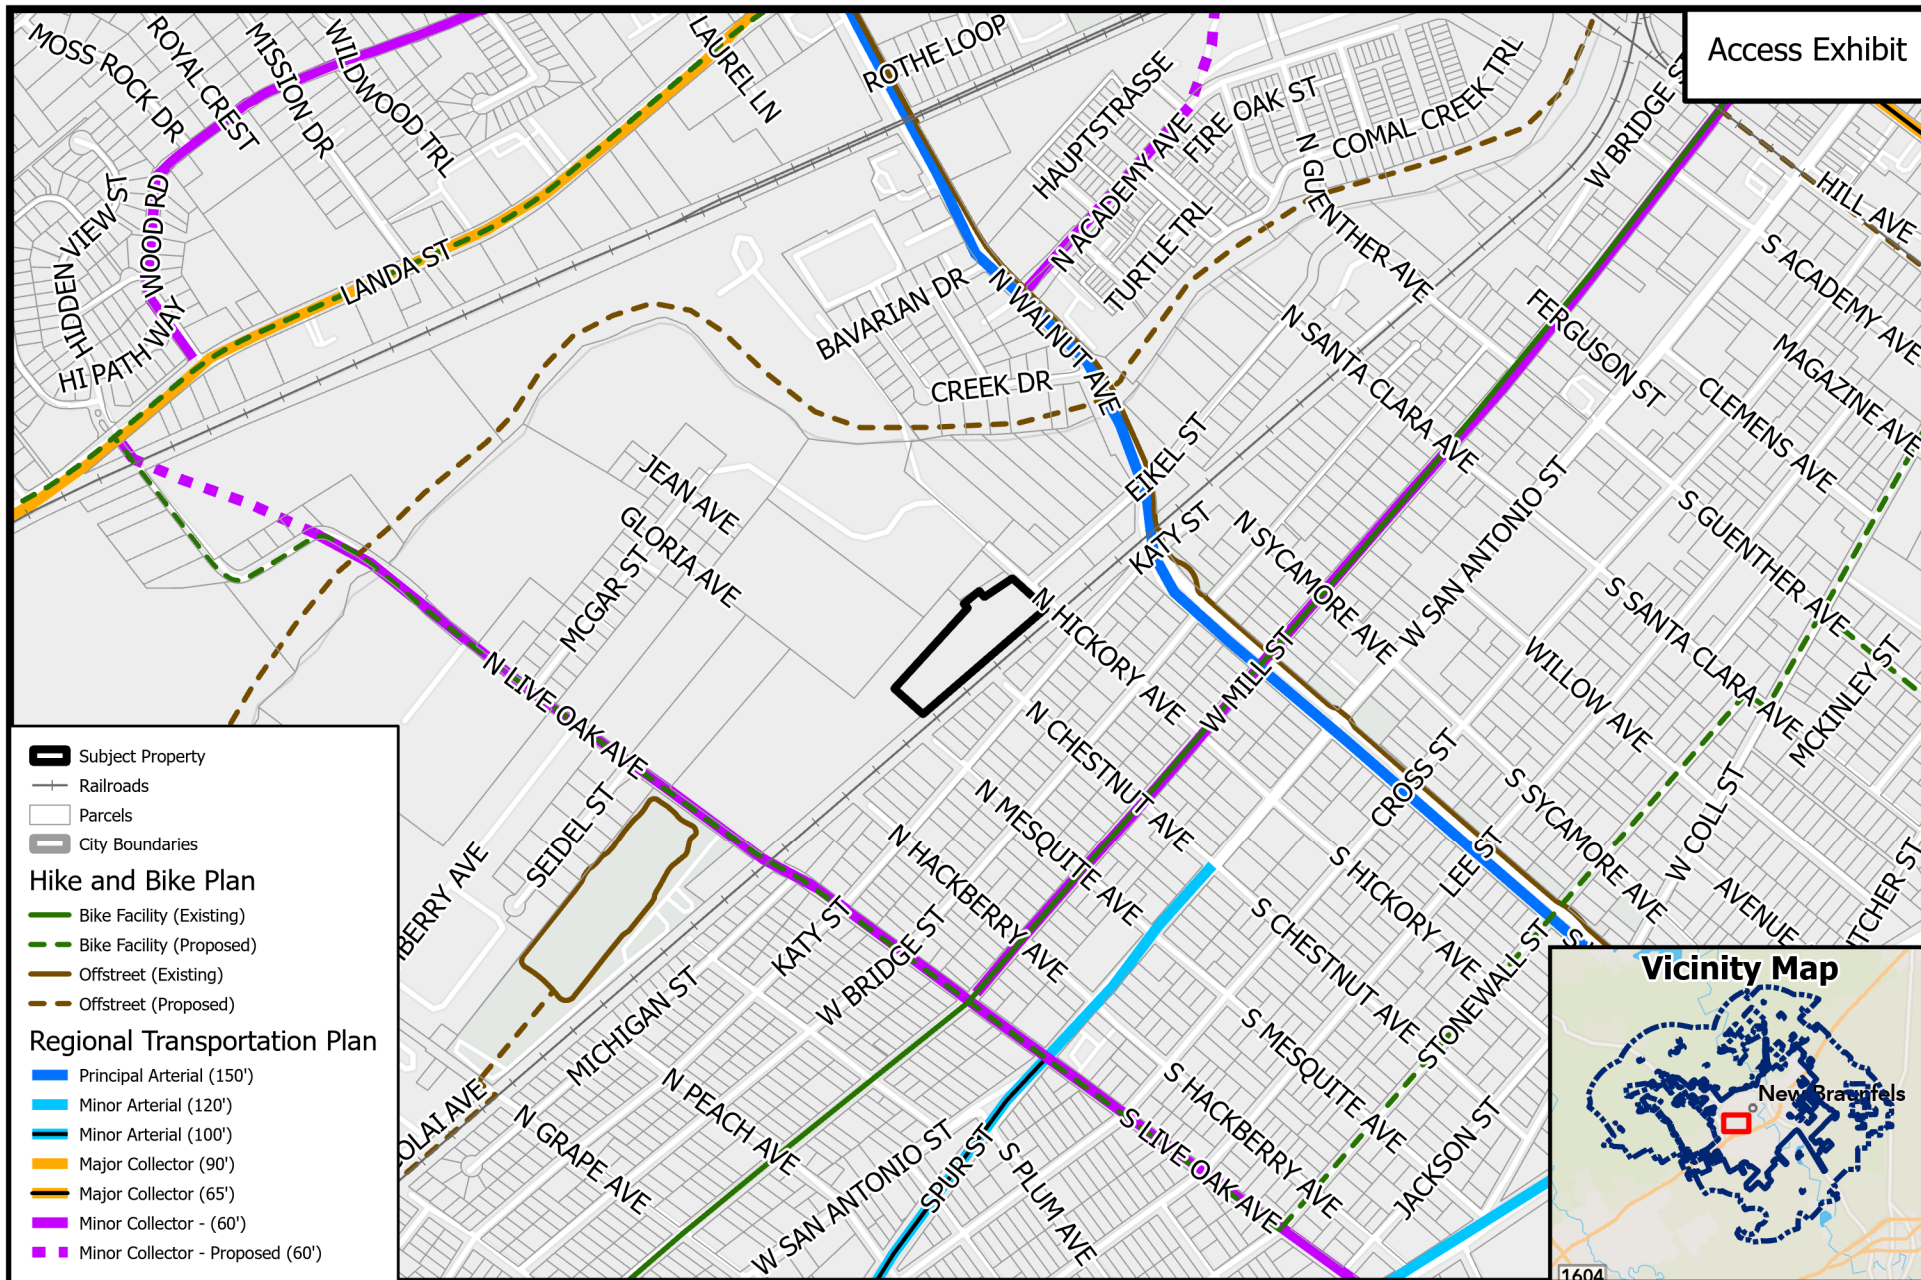 Access Exhibit
MOSS ROCK DR
ROYAL CREST
MISSION DR
WILDWOOD TRL
LAUREL LN
ROTHE LOOP
HAUPTSTRASSE
N ACADEMY AVE
FIRE OAK ST
N GUENTHER AVE
COMAL CREEK TRL
W BRIDGE ST
HILL AVE
S ACADEMY AVE
HIDDEN VIEW ST
WOOD RD
HI PATH WAY
LANDA ST
BAVARIAN DR
N WALNUT AVE
TURTLE TRL
CREEK DR
N SANTA CLARA AVE
FERGUSON ST
MAGAZINE AVE
CLEMENS AVE
JEAN AVE
GLORIA AVE
MCGAR ST
EIKEL ST
KATY ST
N SYCAMORE AVE
W SAN ANTONIO ST
S GUENTHER AVE
S SANTA CLARA AVE
MCKINLEY ST
N HICKORY AVE
W MILL ST
WILLOW AVE
N LIVE OAK AVE
N CHESTNUT AVE
CROSS ST
S SYCAMORE AVE
W COLL ST
N MESQUITE AVE
SEIDEL ST
N HACKBERRY AVE
LEE ST
S HICKORY AVE
AVENUE
ITCHER ST
BERRY AVE
KATY ST
W BRIDGE ST
S CHESTNUT AVE
STONEWALL ST
MICHIGAN ST
S MESQUITE AVE
N PEACH AVE
S HACKBERRY AVE
OLAI AVE
N GRAPE AVE
W SAN ANTONIO ST
SPUR ST
S PLUM AVE
S LIVE OAK AVE
JACKSON ST
Subject Property
Railroads
Parcels
City Boundaries
Hike and Bike Plan
Bike Facility (Existing)
Bike Facility (Proposed)
Offstreet (Existing)
Offstreet (Proposed)
Regional Transportation Plan
Principal Arterial (150')
Minor Arterial (120')
Minor Arterial (100')
Major Collector (90')
Major Collector (65')
Minor Collector - (60')
Minor Collector - Proposed (60')
Vicinity Map
New Braunfels
1604